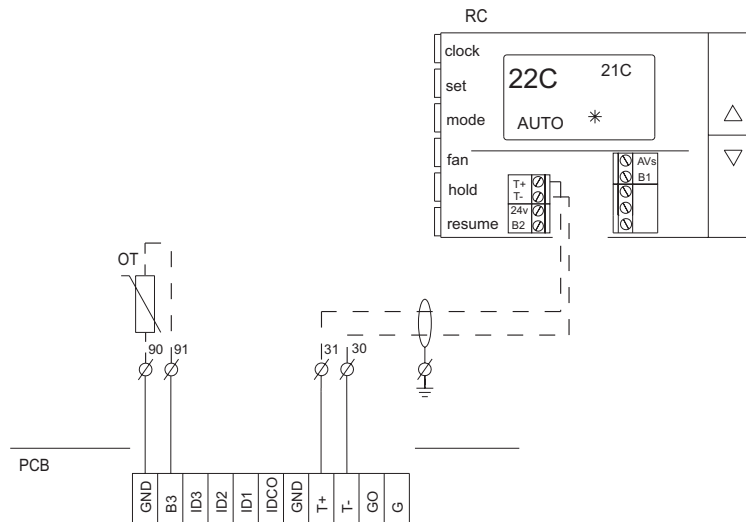 RC
clock
set
mode
fan
hold
resume
22C 21C
AUTO
AVs
B1
T+
T-
24v
B2
OT
90 91 31 30
PCB
GND B3 ID3 ID2 ID1 IDCO GND T+ T- GO G